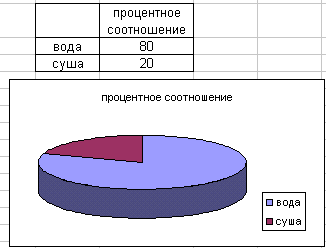 процентное
соотношение
вода 80
суша 20
процентное соотношение
вода
суша